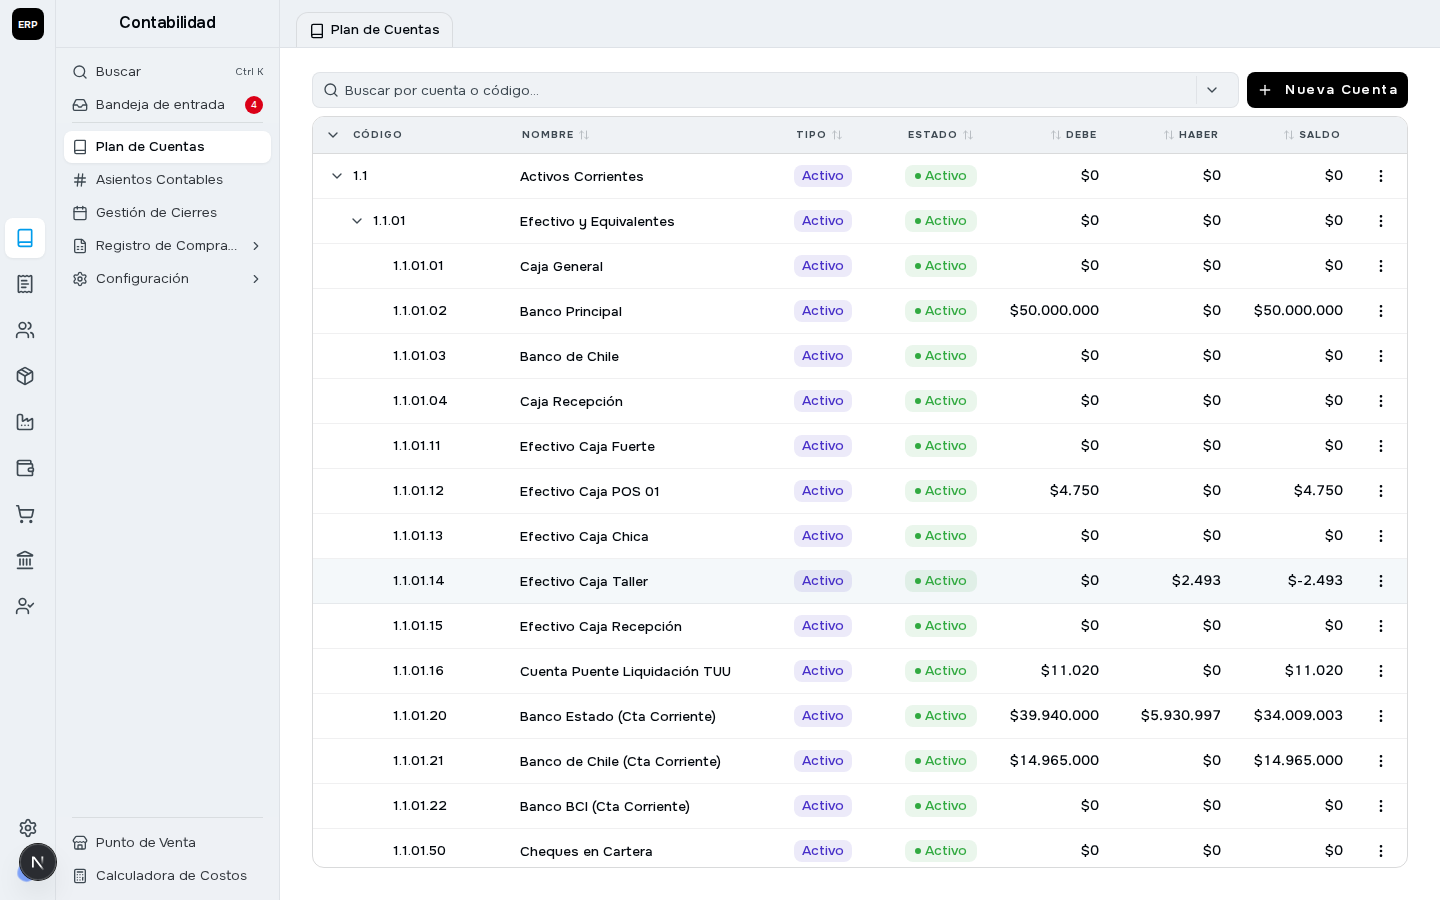 ERP
Contabilidad
Plan de Cuentas
Buscar Ctrl K
Bandeja de entrada 4
Plan de Cuentas
Asientos Contables
Gestión de Cierres
Registro de Compra...
Configuración
Punto de Venta
Calculadora de Costos
N
Buscar por cuenta o código...
Nueva Cuenta
CÓDIGO NOMBRE TIPO ESTADO DEBE HABER SALDO
1.1 Activos Corrientes Activo Activo $0 $0 $0
1.1.01 Efectivo y Equivalentes Activo Activo $0 $0 $0
1.1.01.01 Caja General Activo Activo $0 $0 $0
1.1.01.02 Banco Principal Activo Activo $50.000.000 $0 $50.000.000
1.1.01.03 Banco de Chile Activo Activo $0 $0 $0
1.1.01.04 Caja Recepción Activo Activo $0 $0 $0
1.1.01.11 Efectivo Caja Fuerte Activo Activo $0 $0 $0
1.1.01.12 Efectivo Caja POS 01 Activo Activo $4.750 $0 $4.750
1.1.01.13 Efectivo Caja Chica Activo Activo $0 $0 $0
1.1.01.14 Efectivo Caja Taller Activo Activo $0 $2.493 $-2.493
1.1.01.15 Efectivo Caja Recepción Activo Activo $0 $0 $0
1.1.01.16 Cuenta Puente Liquidación TUU Activo Activo $11.020 $0 $11.020
1.1.01.20 Banco Estado (Cta Corriente) Activo Activo $39.940.000 $5.930.997 $34.009.003
1.1.01.21 Banco de Chile (Cta Corriente) Activo Activo $14.965.000 $0 $14.965.000
1.1.01.22 Banco BCI (Cta Corriente) Activo Activo $0 $0 $0
1.1.01.50 Cheques en Cartera Activo Activo $0 $0 $0